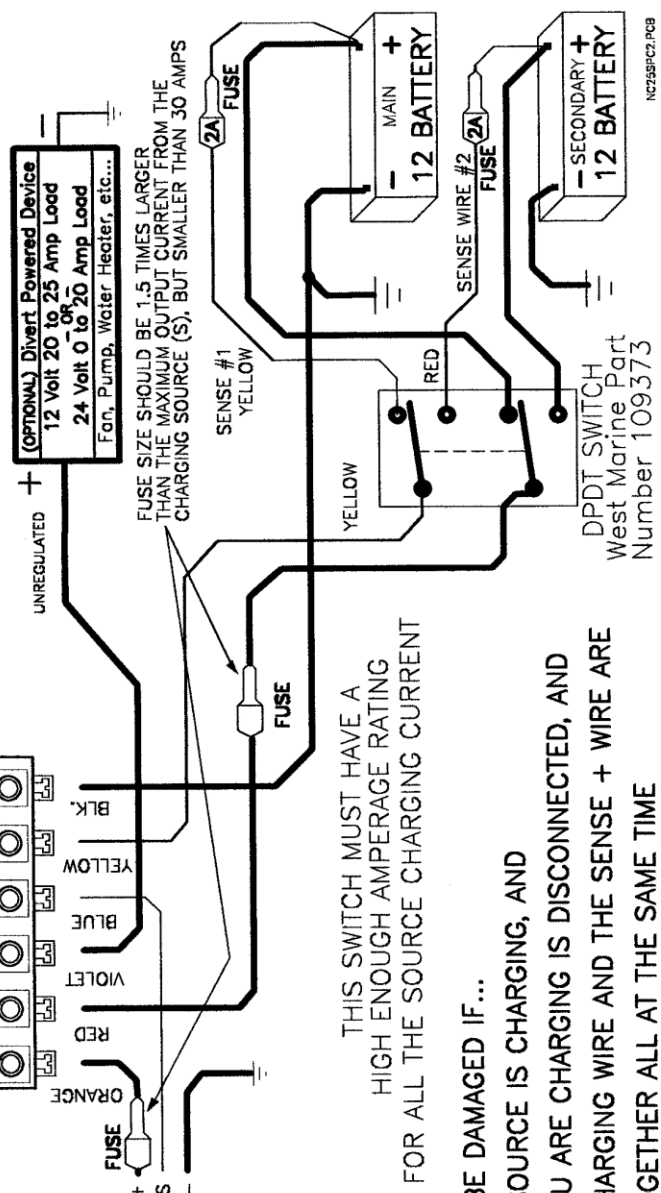 (OPTIONAL) Divert Powered Device
12 Volt 20 to 25 Amp Load
- OR -
24 Volt 0 to 20 Amp Load
Fan, Pump, Water Heater, etc...
+
-
UNREGULATED
FUSE SIZE SHOULD BE 1.5 TIMES LARGER
THAN THE MAXIMUM OUTPUT CURRENT FROM THE
CHARGING SOURCE (S), BUT SMALLER THAN 30 AMPS
2A
FUSE
SENSE #1
YELLOW
MAIN
- +
12 BATTERY
SENSE WIRE #2
2A
FUSE
- SECONDARY +
12 BATTERY
NC25SPC2.PCB
RED
YELLOW
DPDT SWITCH
West Marine Part
Number 109373
FUSE
BLK.
YELLOW
BLUE
VIOLET
RED
ORANGE
FUSE
+
S
-
THIS SWITCH MUST HAVE A
HIGH ENOUGH AMPERAGE RATING
FOR ALL THE SOURCE CHARGING CURRENT
BE DAMAGED IF...
OURCE IS CHARGING, AND
U ARE CHARGING IS DISCONNECTED, AND
HARGING WIRE AND THE SENSE + WIRE ARE
GETHER ALL AT THE SAME TIME